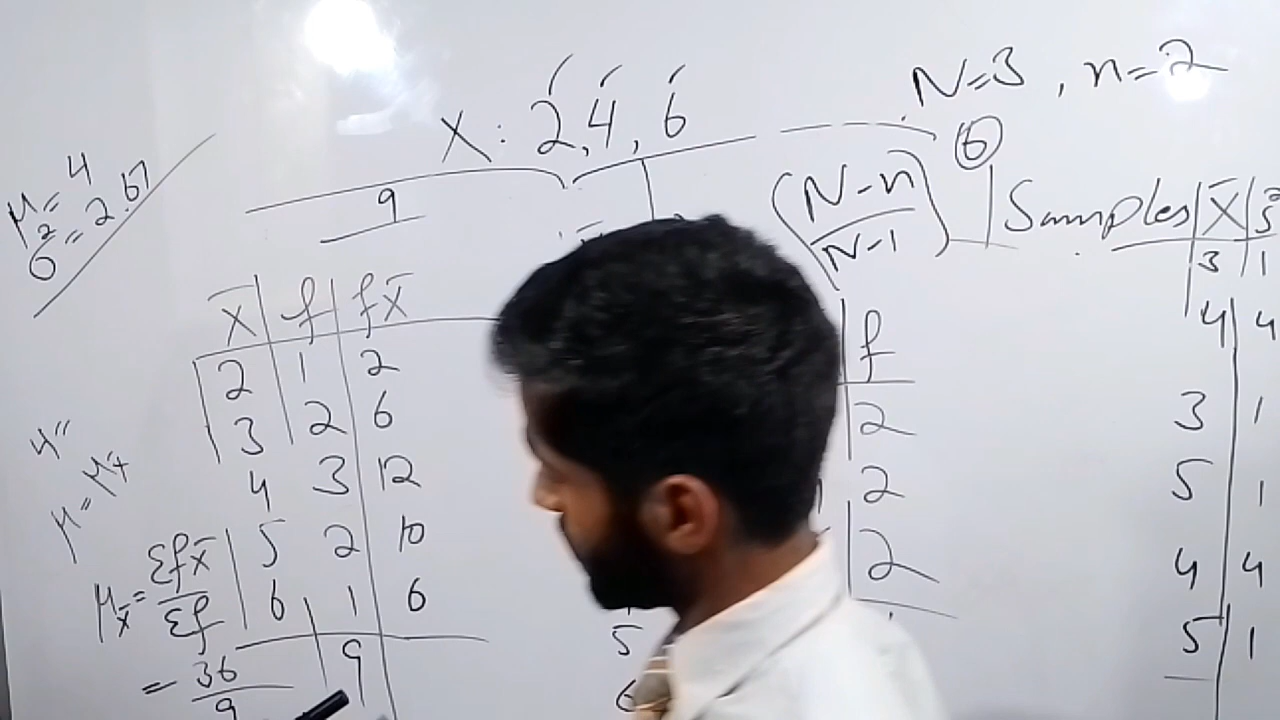 X : 2, 4, 6
N=3 , n=2
μ = 4
σ² = 2.67
9
(N-n / N-1)
6
Samples | X̄ | S²
3 | 1
4 | 4
3 | 1
5 | 1
4 | 4
5 | 1
X̄ | f | fX̄
2 | 1 | 2
3 | 2 | 6
4 | 3 | 12
5 | 2 | 10
6 | 1 | 6
9
f
2
2
2
5
6
4"
μ = μx̄
μx̄ = Σfx̄ / Σf
= 36 / 9